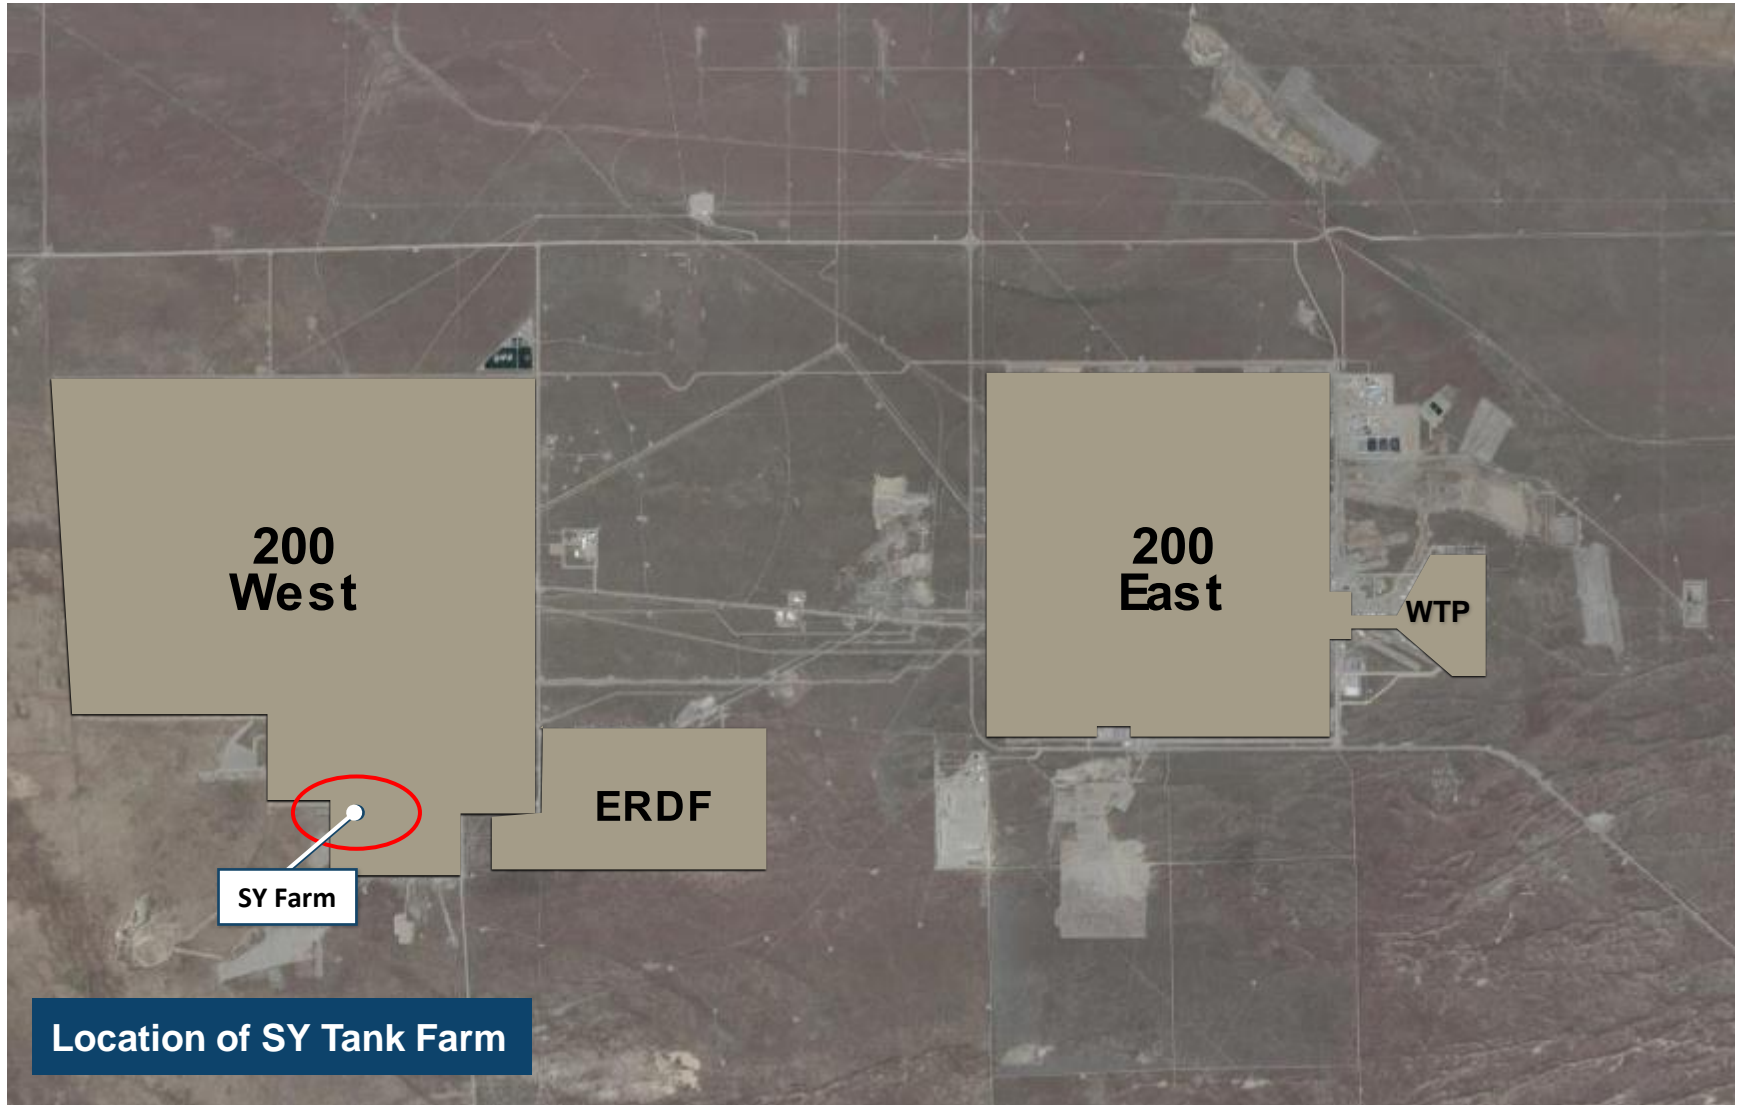 200
West
200
East
WTP
ERDF
SY Farm
Location of SY Tank Farm